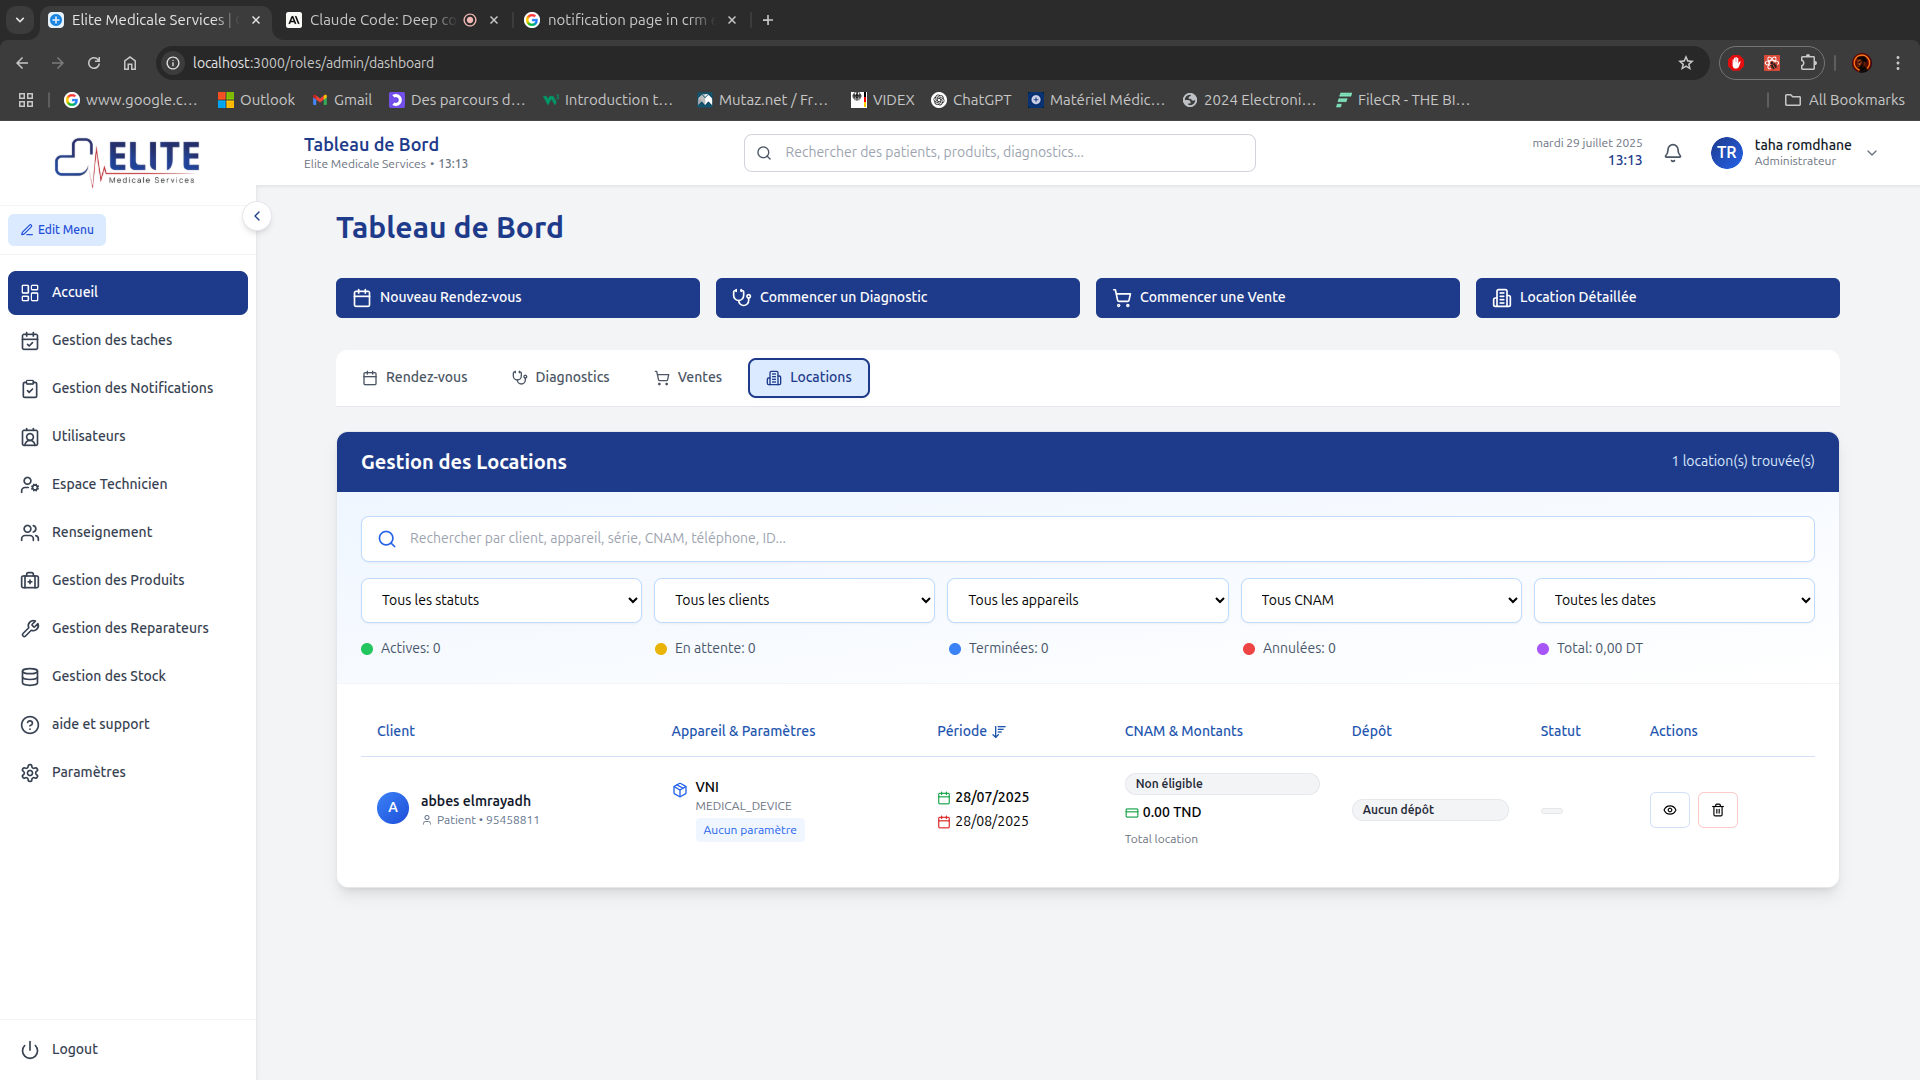 Elite Medicale Services |
Claude Code: Deep co
notification page in crm
localhost:3000/roles/admin/dashboard
www.google.c...
Outlook
Gmail
Des parcours d...
Introduction t...
Mutaz.net / Fr...
VIDEX
ChatGPT
Matériel Médic...
2024 Electroni...
FileCR - THE BI...
All Bookmarks
ELITE
Medicale Services
Tableau de Bord
Elite Medicale Services • 13:13
Rechercher des patients, produits, diagnostics...
mardi 29 juillet 2025
13:13
TR
taha romdhane
Administrateur
Edit Menu
Accueil
Gestion des taches
Gestion des Notifications
Utilisateurs
Espace Technicien
Renseignement
Gestion des Produits
Gestion des Reparateurs
Gestion des Stock
aide et support
Paramètres
Logout
Tableau de Bord
Nouveau Rendez-vous
Commencer un Diagnostic
Commencer une Vente
Location Détaillée
Rendez-vous
Diagnostics
Ventes
Locations
Gestion des Locations
1 location(s) trouvée(s)
Rechercher par client, appareil, série, CNAM, téléphone, ID...
Tous les statuts
Tous les clients
Tous les appareils
Tous CNAM
Toutes les dates
Actives: 0
En attente: 0
Terminées: 0
Annulées: 0
Total: 0,00 DT
Client
Appareil & Paramètres
Période
CNAM & Montants
Dépôt
Statut
Actions
A
abbes elmrayadh
Patient • 95458811
VNI
MEDICAL_DEVICE
Aucun paramètre
28/07/2025
28/08/2025
Non éligible
0.00 TND
Total location
Aucun dépôt